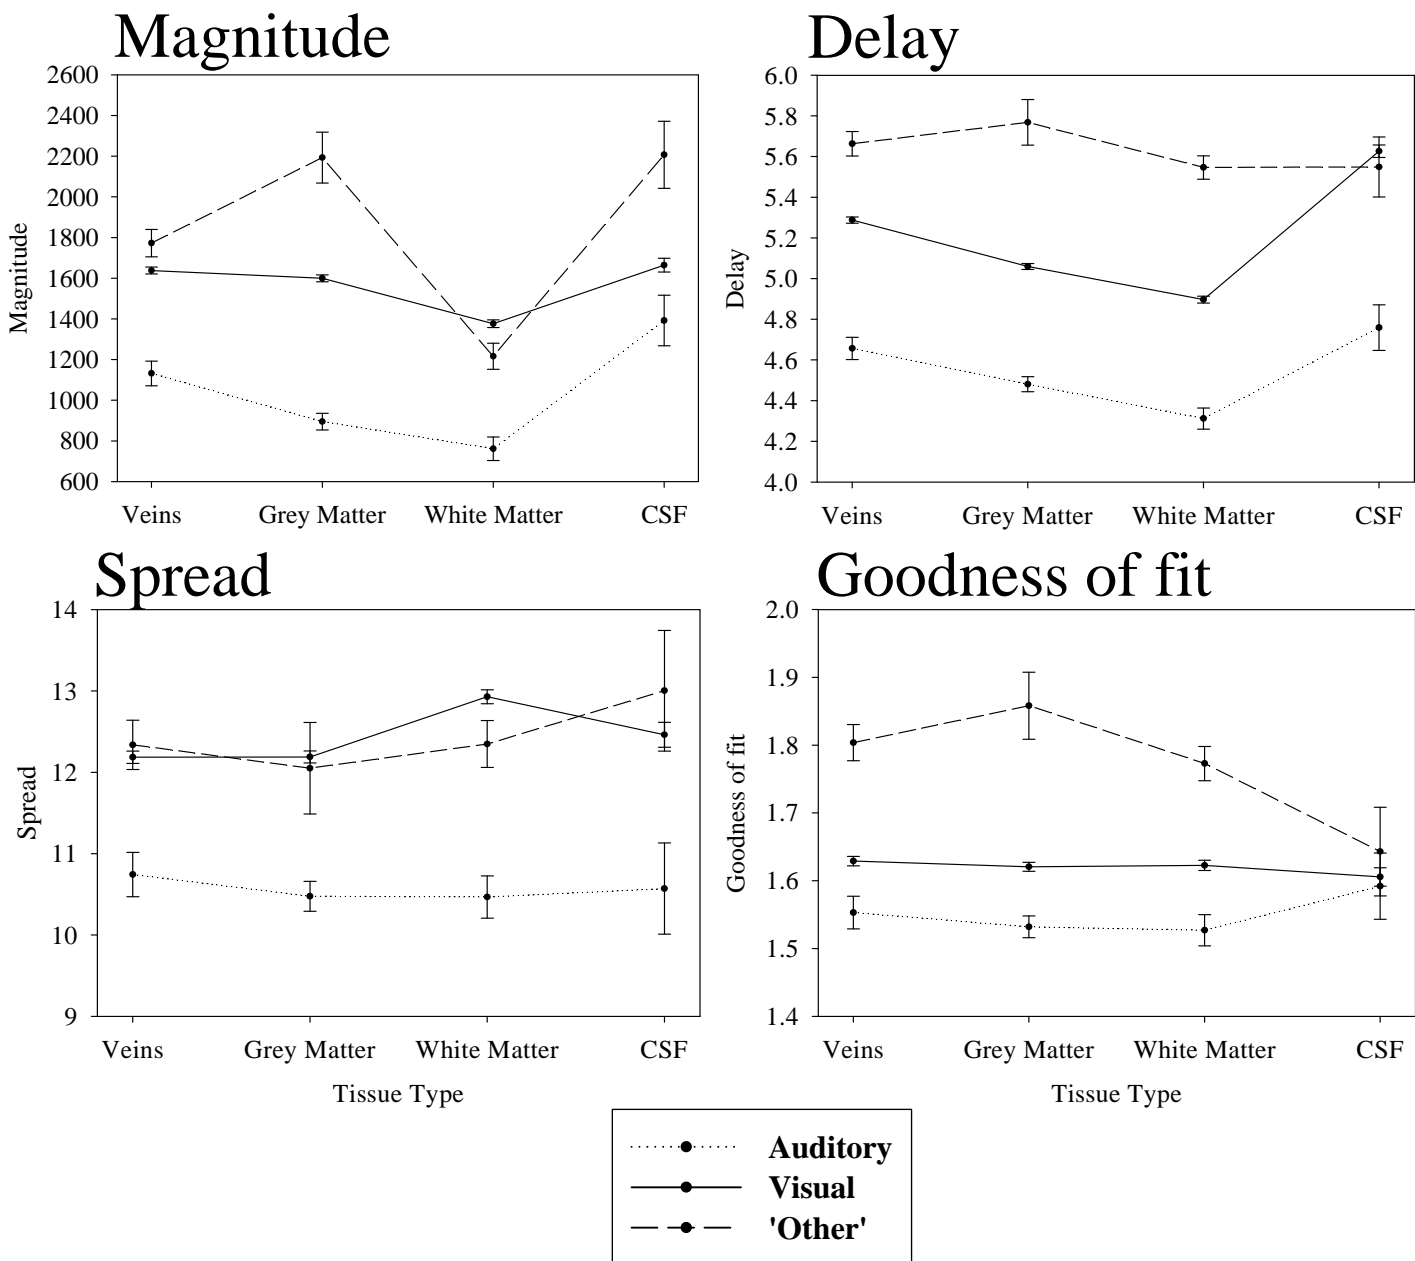 Magnitude
Delay
2600
2400
2200
2000
1800
1600
1400
1200
1000
800
600
Magnitude
Veins Grey Matter White Matter CSF
6.0
5.8
5.6
5.4
5.2
5.0
4.8
4.6
4.4
4.2
4.0
Delay
Veins Grey Matter White Matter CSF
Spread
Goodness of fit
14
13
12
11
10
9
Spread
Veins Grey Matter White Matter CSF
Tissue Type
2.0
1.9
1.8
1.7
1.6
1.5
1.4
Goodness of fit
Veins Grey Matter White Matter CSF
Tissue Type
Auditory
Visual
'Other'